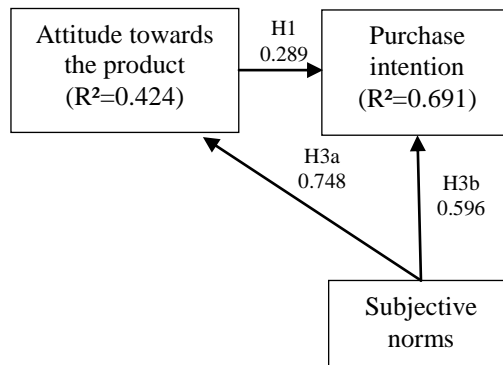 Attitude towards
the product
(R²=0.424)
H1
0.289
Purchase
intention
(R²=0.691)
H3a
0.748
H3b
0.596
Subjective
norms